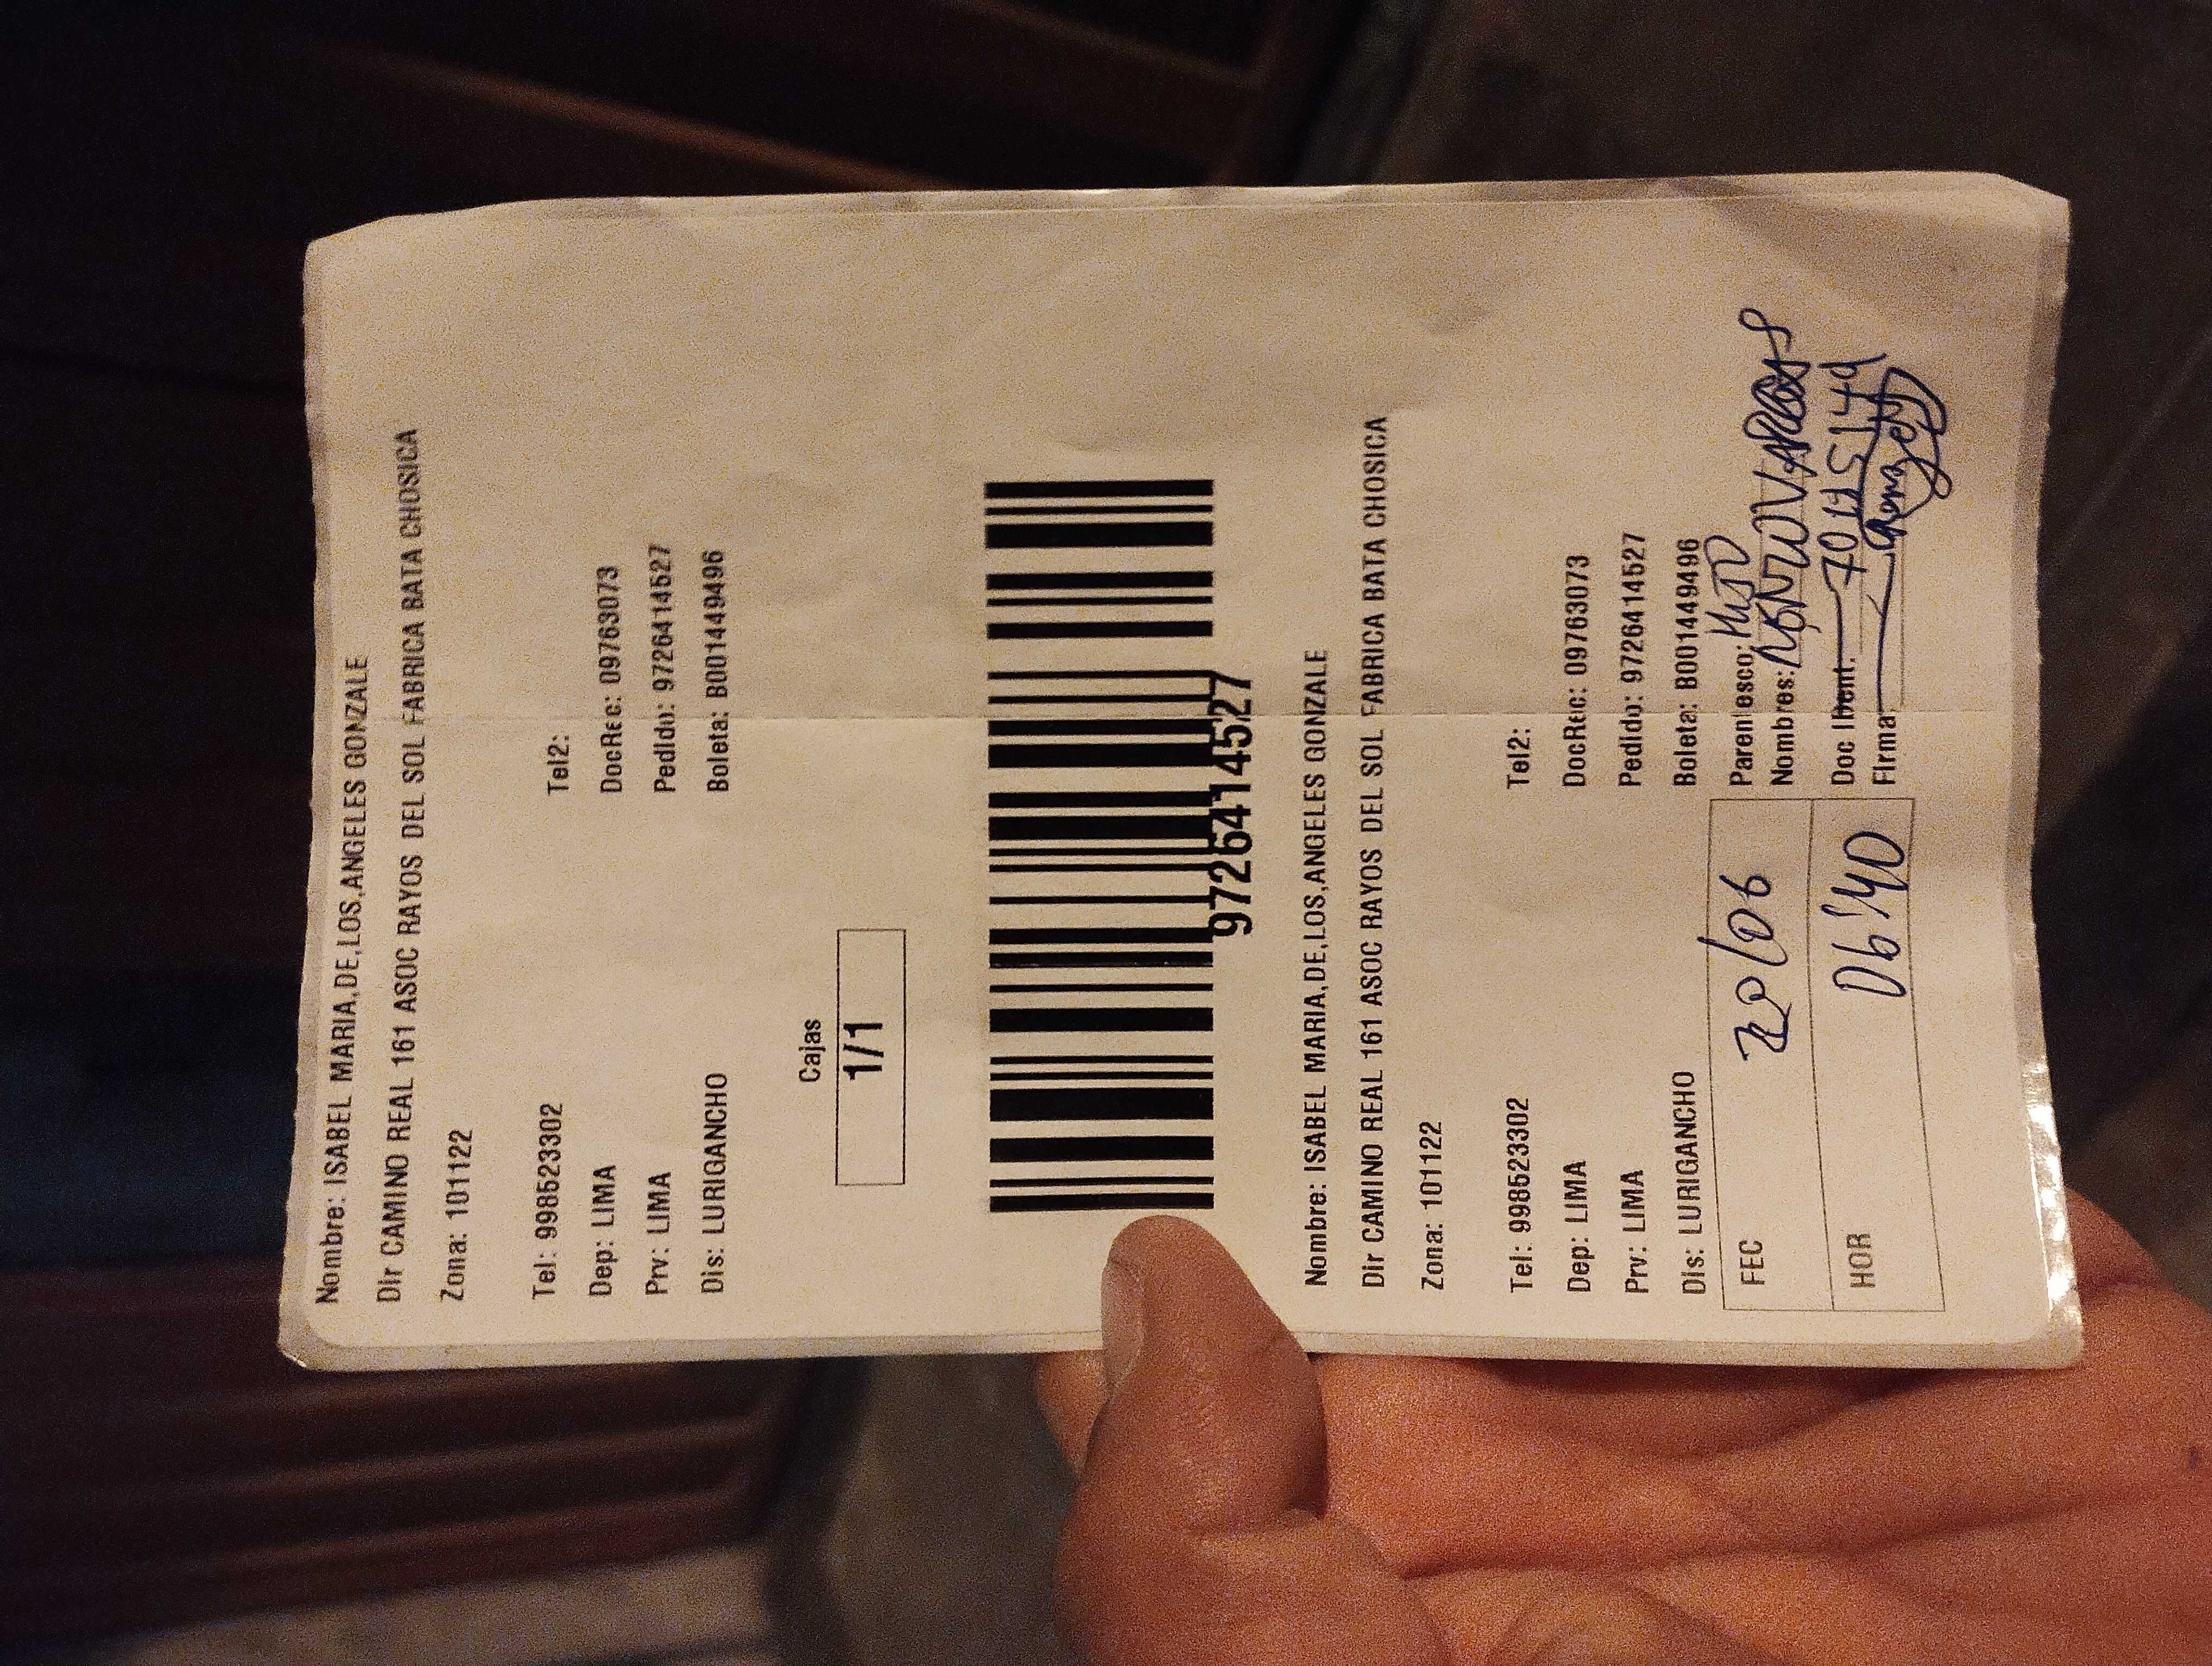 Nombre: ISABEL MARIA,DE,LOS,ANGELES GONZALE
Dir CAMINO REAL 161 ASOC RAYOS DEL SOL FABRICA BATA CHOSICA
Zona: 101122
Tel: 998523302 Tel2:
Dep: LIMA DocRec: 09763073
Prv: LIMA Pedido: 9726414527
Dis: LURIGANCHO Boleta: B001449496
Cajas
1/1
9726414527
Nombre: ISABEL MARIA,DE,LOS,ANGELES GONZALE
Dir CAMINO REAL 161 ASOC RAYOS DEL SOL FABRICA BATA CHOSICA
Zona: 101122
Tel: 998523302 Tel2:
Dep: LIMA DocRec: 09763073
Prv: LIMA Pedido: 9726414527
Dis: LURIGANCHO Boleta: B001449496
FEC 22/06 Parentesco: HIJO
Nombres:
HOR 06:40 Doc Ident:
Firma